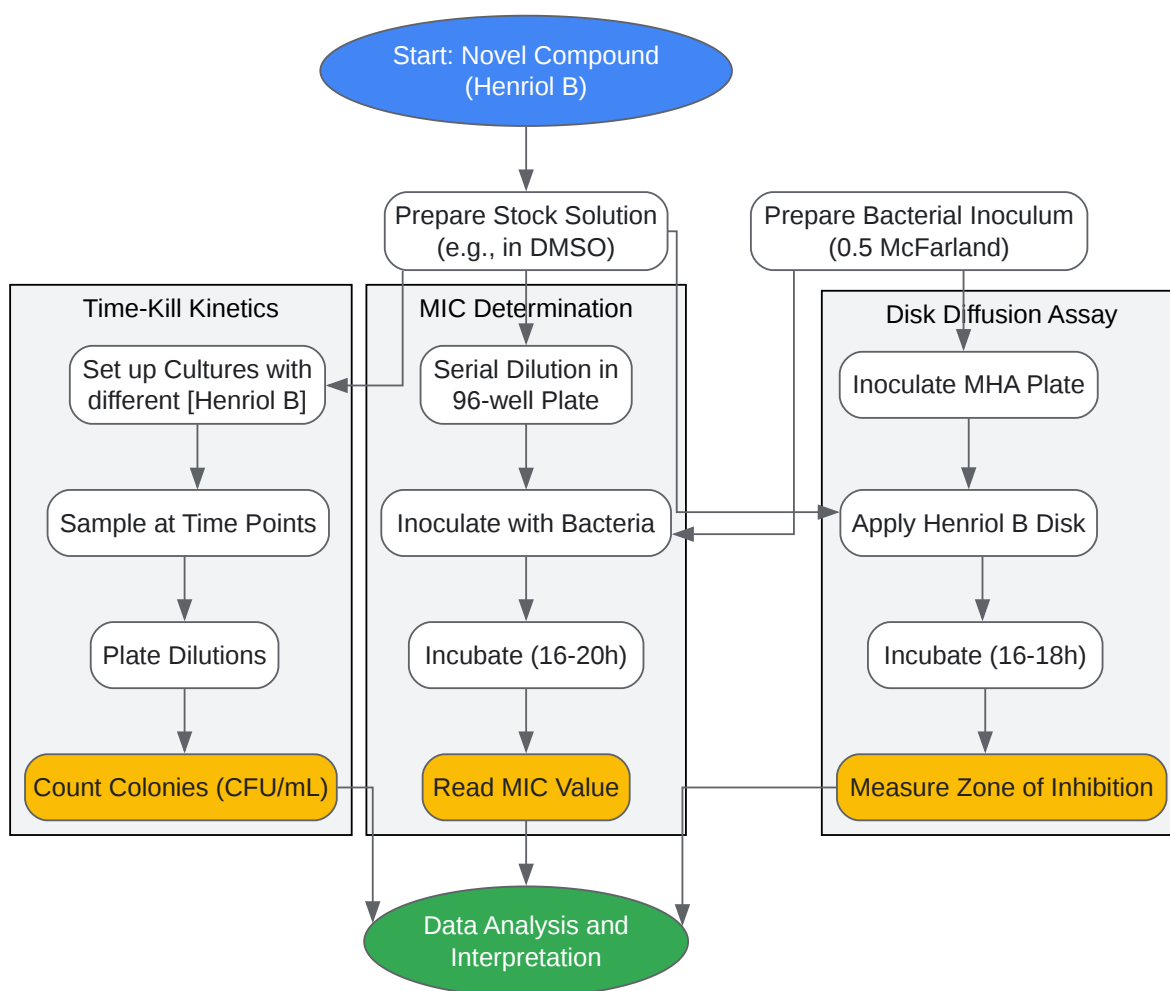 Start: Novel Compound
(Henriol B)
Prepare Stock Solution
(e.g., in DMSO)
Prepare Bacterial Inoculum
(0.5 McFarland)
Time-Kill Kinetics
Set up Cultures with
different [Henriol B]
Sample at Time Points
Plate Dilutions
Count Colonies (CFU/mL)
MIC Determination
Serial Dilution in
96-well Plate
Inoculate with Bacteria
Incubate (16-20h)
Read MIC Value
Disk Diffusion Assay
Inoculate MHA Plate
Apply Henriol B Disk
Incubate (16-18h)
Measure Zone of Inhibition
Data Analysis and
Interpretation